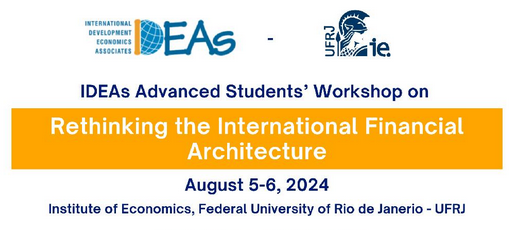 INTERNATIONAL
DEVELOPMENT
ECONOMICS
ASSOCIATES
IDEAs
-
UFRJ
ie.
IDEAs Advanced Students’ Workshop on
Rethinking the International Financial
Architecture
August 5-6, 2024
Institute of Economics, Federal University of Rio de Janerio - UFRJ